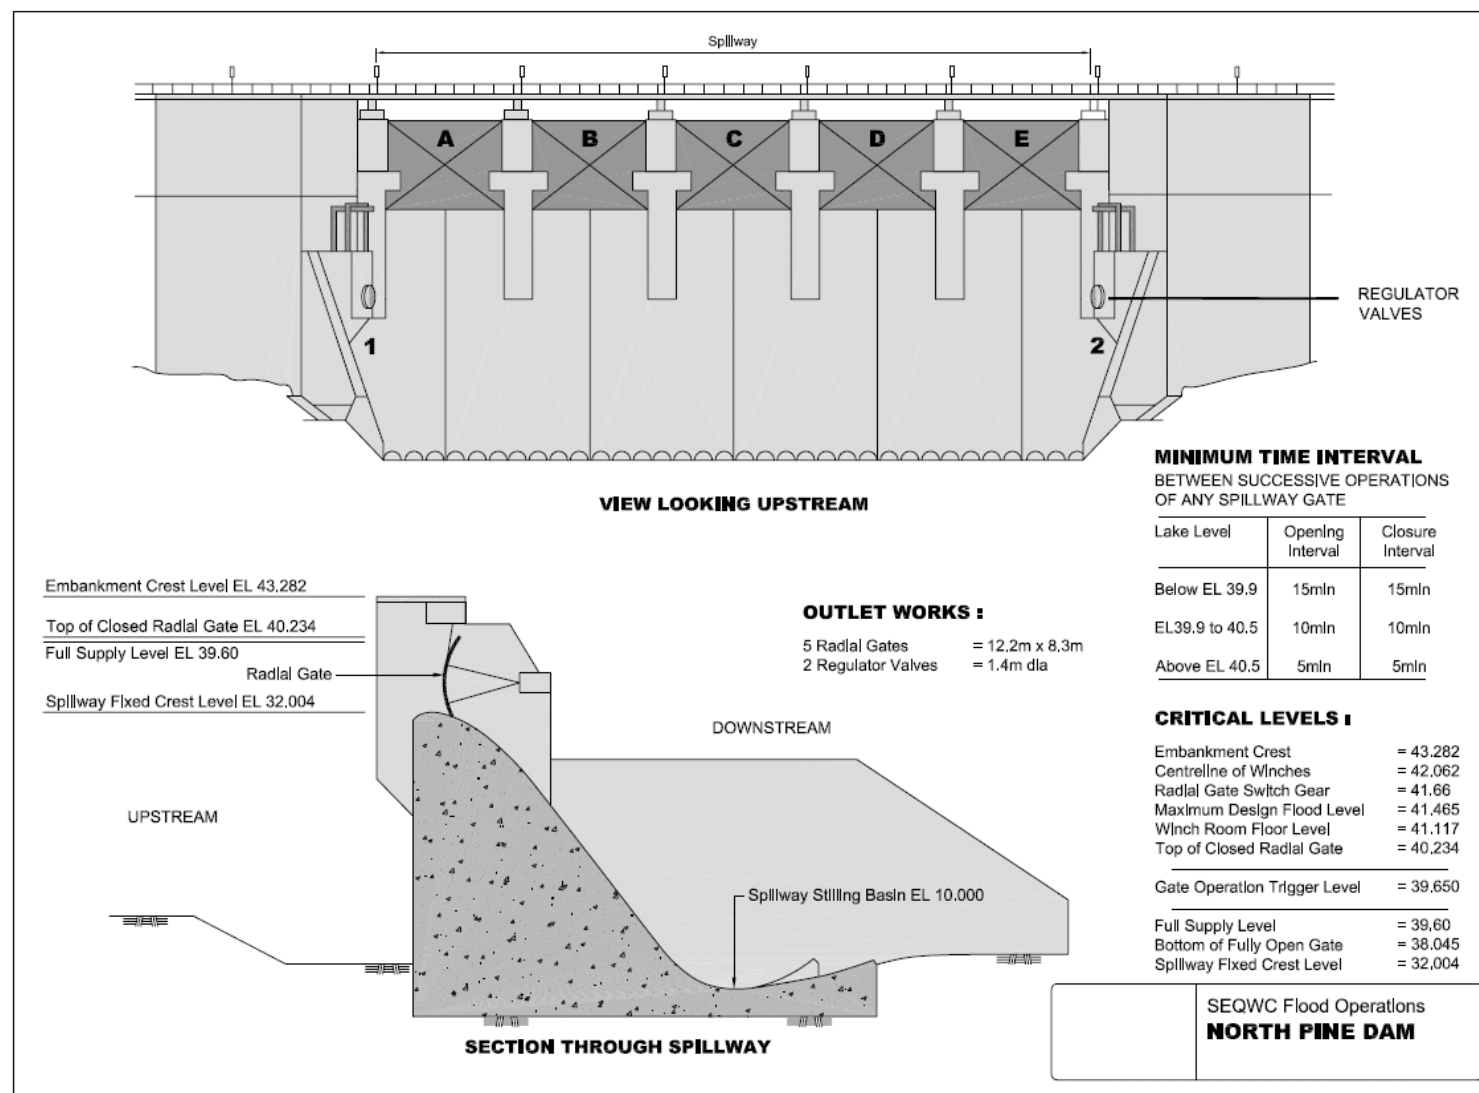 Spillway
A B C D E
REGULATOR
VALVES
1 2
VIEW LOOKING UPSTREAM
MINIMUM TIME INTERVAL
BETWEEN SUCCESSIVE OPERATIONS
OF ANY SPILLWAY GATE
Lake Level Opening Closure
Interval Interval
Below EL 39.9 15min 15min
EL39.9 to 40.5 10min 10min
Above EL 40.5 5min 5min
Embankment Crest Level EL 43.282
Top of Closed Radial Gate EL 40.234
Full Supply Level EL 39.60
Radial Gate
Spillway Fixed Crest Level EL 32.004
OUTLET WORKS :
5 Radial Gates = 12.2m x 8.3m
2 Regulator Valves = 1.4m dia
DOWNSTREAM
UPSTREAM
Spillway Stilling Basin EL 10.000
SECTION THROUGH SPILLWAY
CRITICAL LEVELS :
Embankment Crest = 43.282
Centreline of Winches = 42.062
Radial Gate Switch Gear = 41.66
Maximum Design Flood Level = 41.465
Winch Room Floor Level = 41.117
Top of Closed Radial Gate = 40.234
Gate Operation Trigger Level = 39.650
Full Supply Level = 39.60
Bottom of Fully Open Gate = 38.045
Spillway Fixed Crest Level = 32.004
SEQWC Flood Operations
NORTH PINE DAM